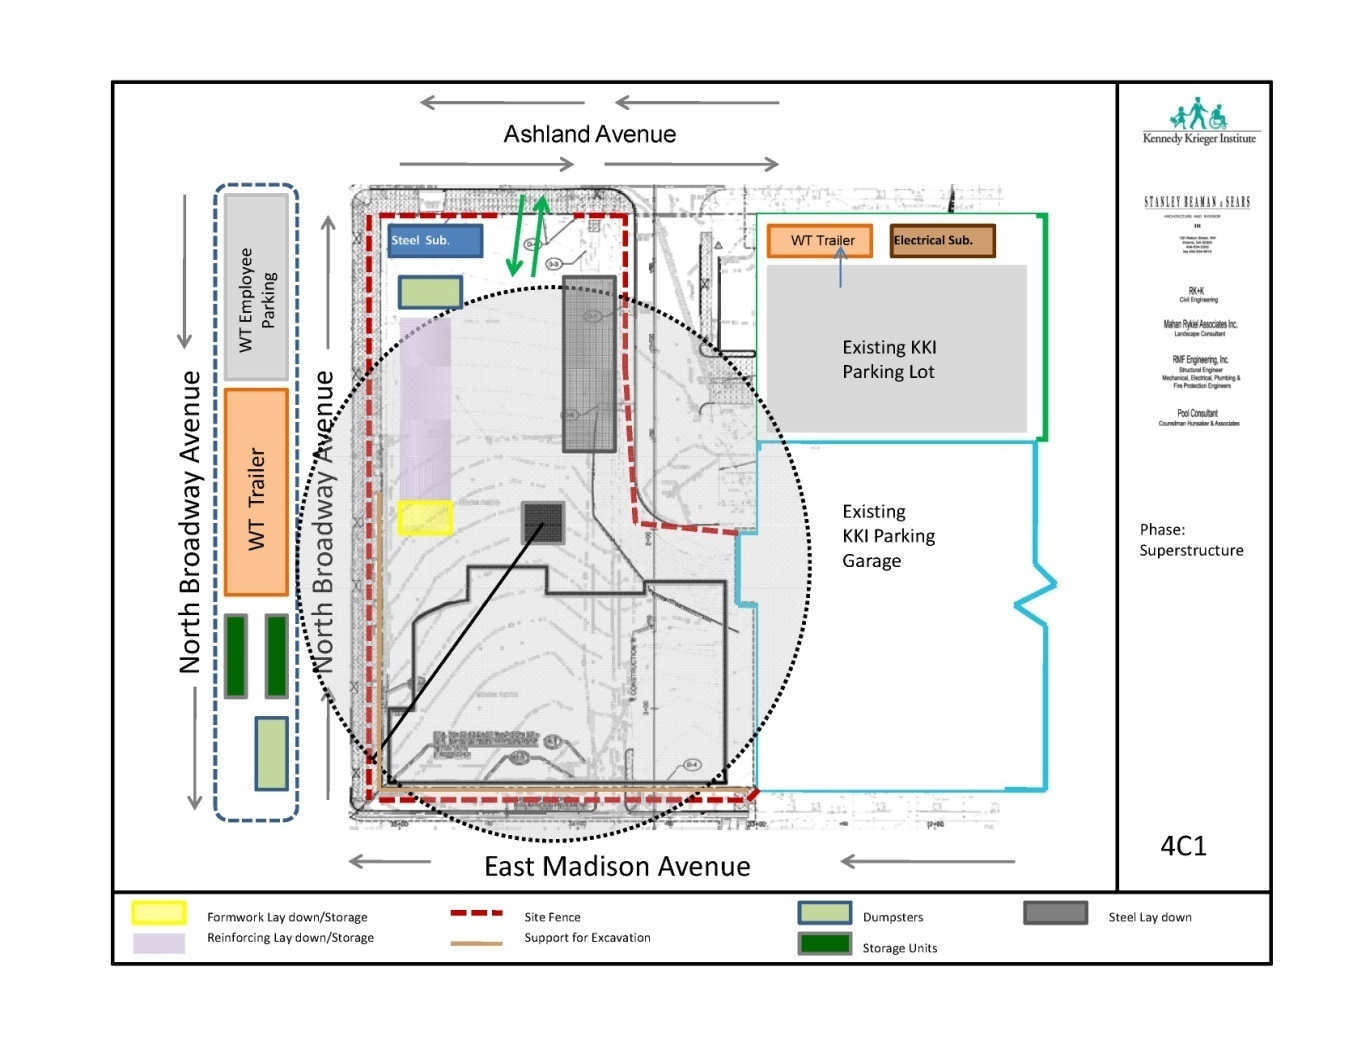 Ashland Avenue
Kennedy Krieger Institute
STANLEY BEAMAN & SEARS
ARCHITECTURE AND INTERIOR
RK+K
Civil Engineering
Mahan Rykiel Associates Inc.
Landscape Consultant
RMF Engineering, Inc.
Structural Engineer
Mechanical, Electrical, Plumbing &
Fire Protection Engineers
Pool Consultant
Counsilman Hunsaker & Associates
Phase:
Superstructure
4C1
WT Employee
Parking
WT Trailer
North Broadway Avenue
North Broadway Avenue
Steel Sub.
WT Trailer
Electrical Sub.
Existing KKI
Parking Lot
Existing
KKI Parking
Garage
CONSTRUCTION
East Madison Avenue
Formwork Lay down/Storage
Reinforcing Lay down/Storage
Site Fence
Support for Excavation
Dumpsters
Storage Units
Steel Lay down